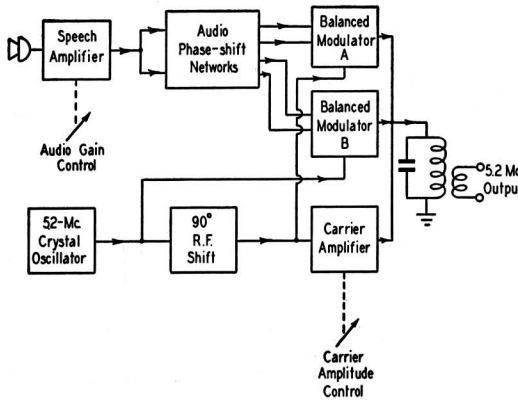 Speech
Amplifier
Audio
Phase-shift
Networks
Balanced
Modulator
A
Balanced
Modulator
B
Audio Gain
Control
5.2 Mc
Output
5.2-Mc.
Crystal
Oscillator
90°
R.F.
Shift
Carrier
Amplifier
Carrier
Amplitude
Control